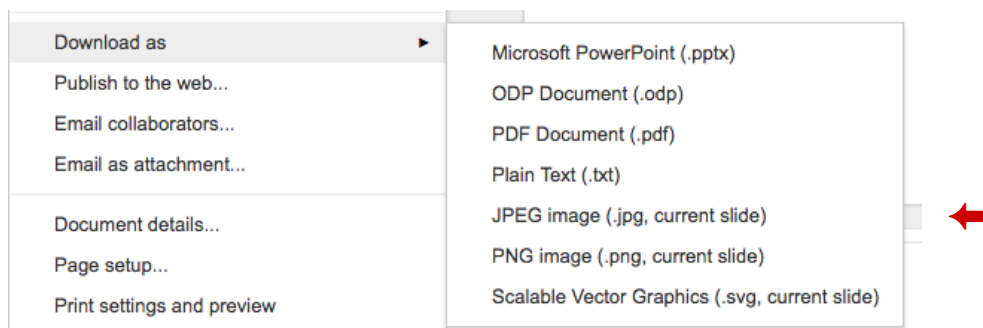 Download as
Publish to the web...
Email collaborators...
Email as attachment...
Document details...
Page setup...
Print settings and preview
Microsoft PowerPoint (.pptx)
ODP Document (.odp)
PDF Document (.pdf)
Plain Text (.txt)
JPEG image (.jpg, current slide)
PNG image (.png, current slide)
Scalable Vector Graphics (.svg, current slide)